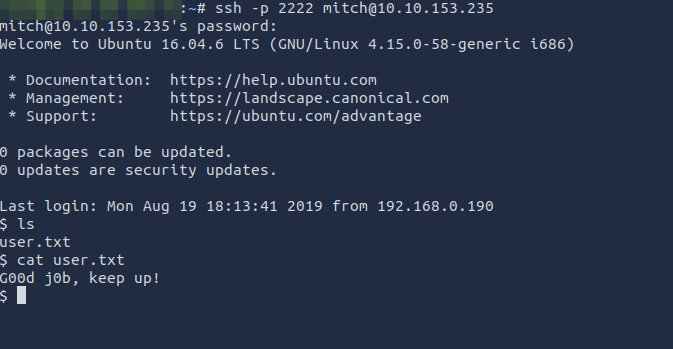 :~# ssh -p 2222 mitch@10.10.153.235
mitch@10.10.153.235's password:
Welcome to Ubuntu 16.04.6 LTS (GNU/Linux 4.15.0-58-generic i686)
* Documentation:  https://help.ubuntu.com
* Management:     https://landscape.canonical.com
* Support:        https://ubuntu.com/advantage
0 packages can be updated.
0 updates are security updates.
Last login: Mon Aug 19 18:13:41 2019 from 192.168.0.190
$ ls
user.txt
$ cat user.txt
G00d j0b, keep up!
$